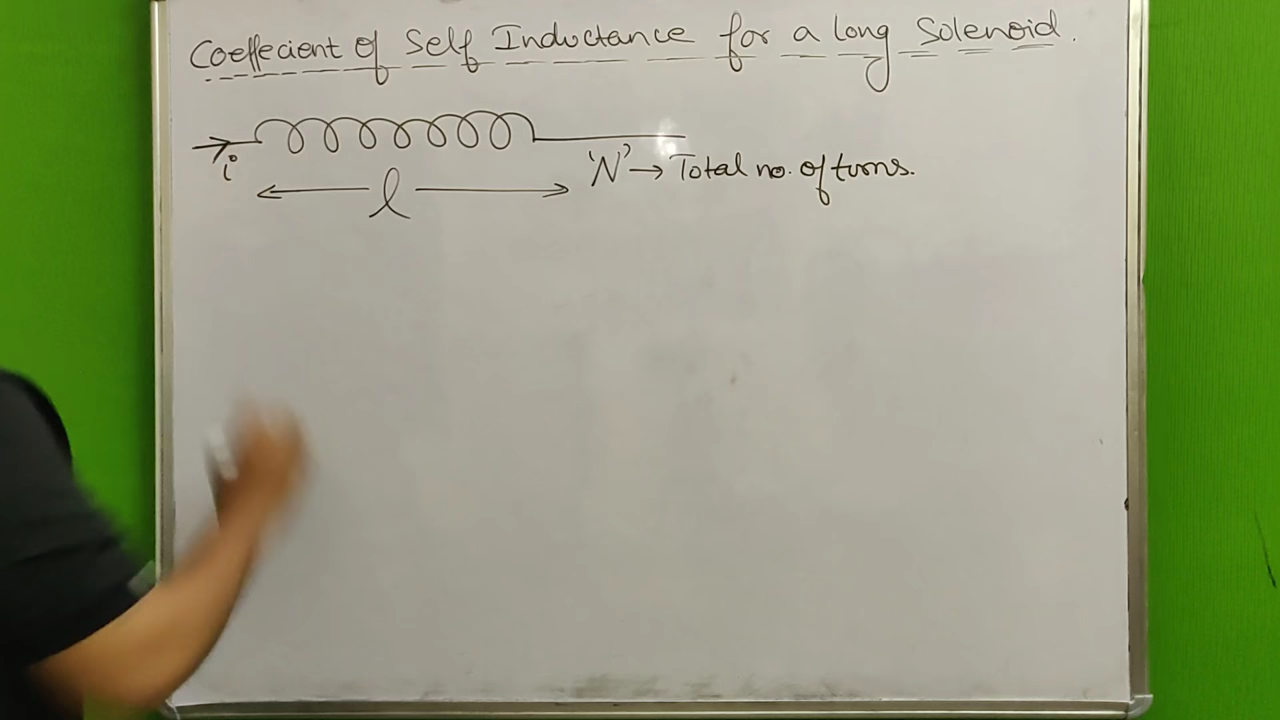 Coeffecient of Self Inductance for a long Solenoid.
i
'N' → Total no. of turns.
l